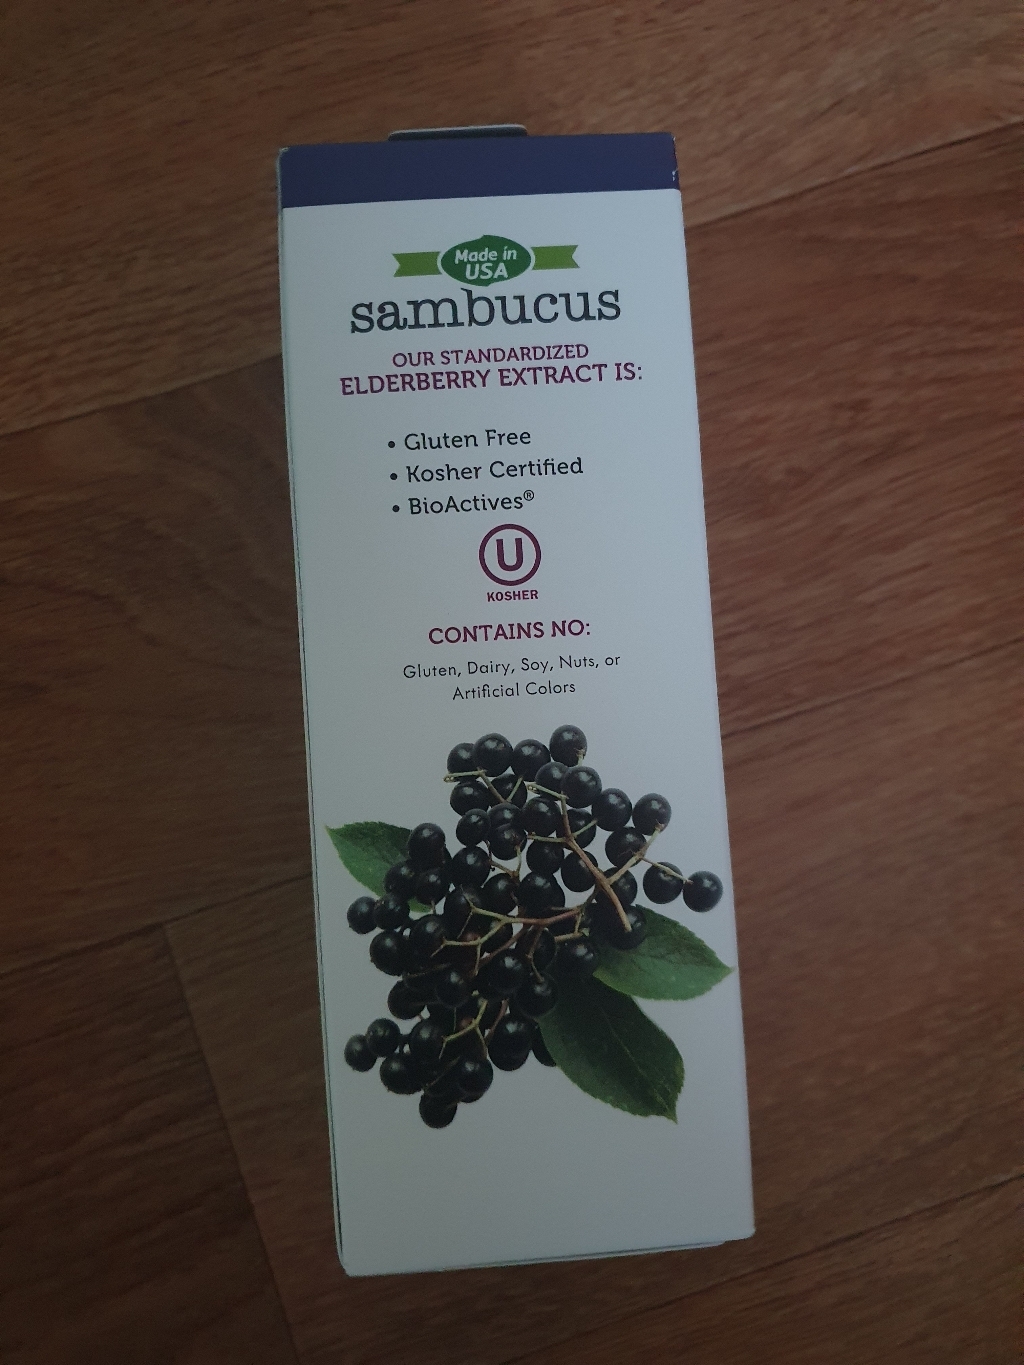 Made in
USA
sambucus
OUR STANDARDIZED
ELDERBERRY EXTRACT IS:
• Gluten Free
• Kosher Certified
• BioActives®
U
KOSHER
CONTAINS NO:
Gluten, Dairy, Soy, Nuts, or
Artificial Colors